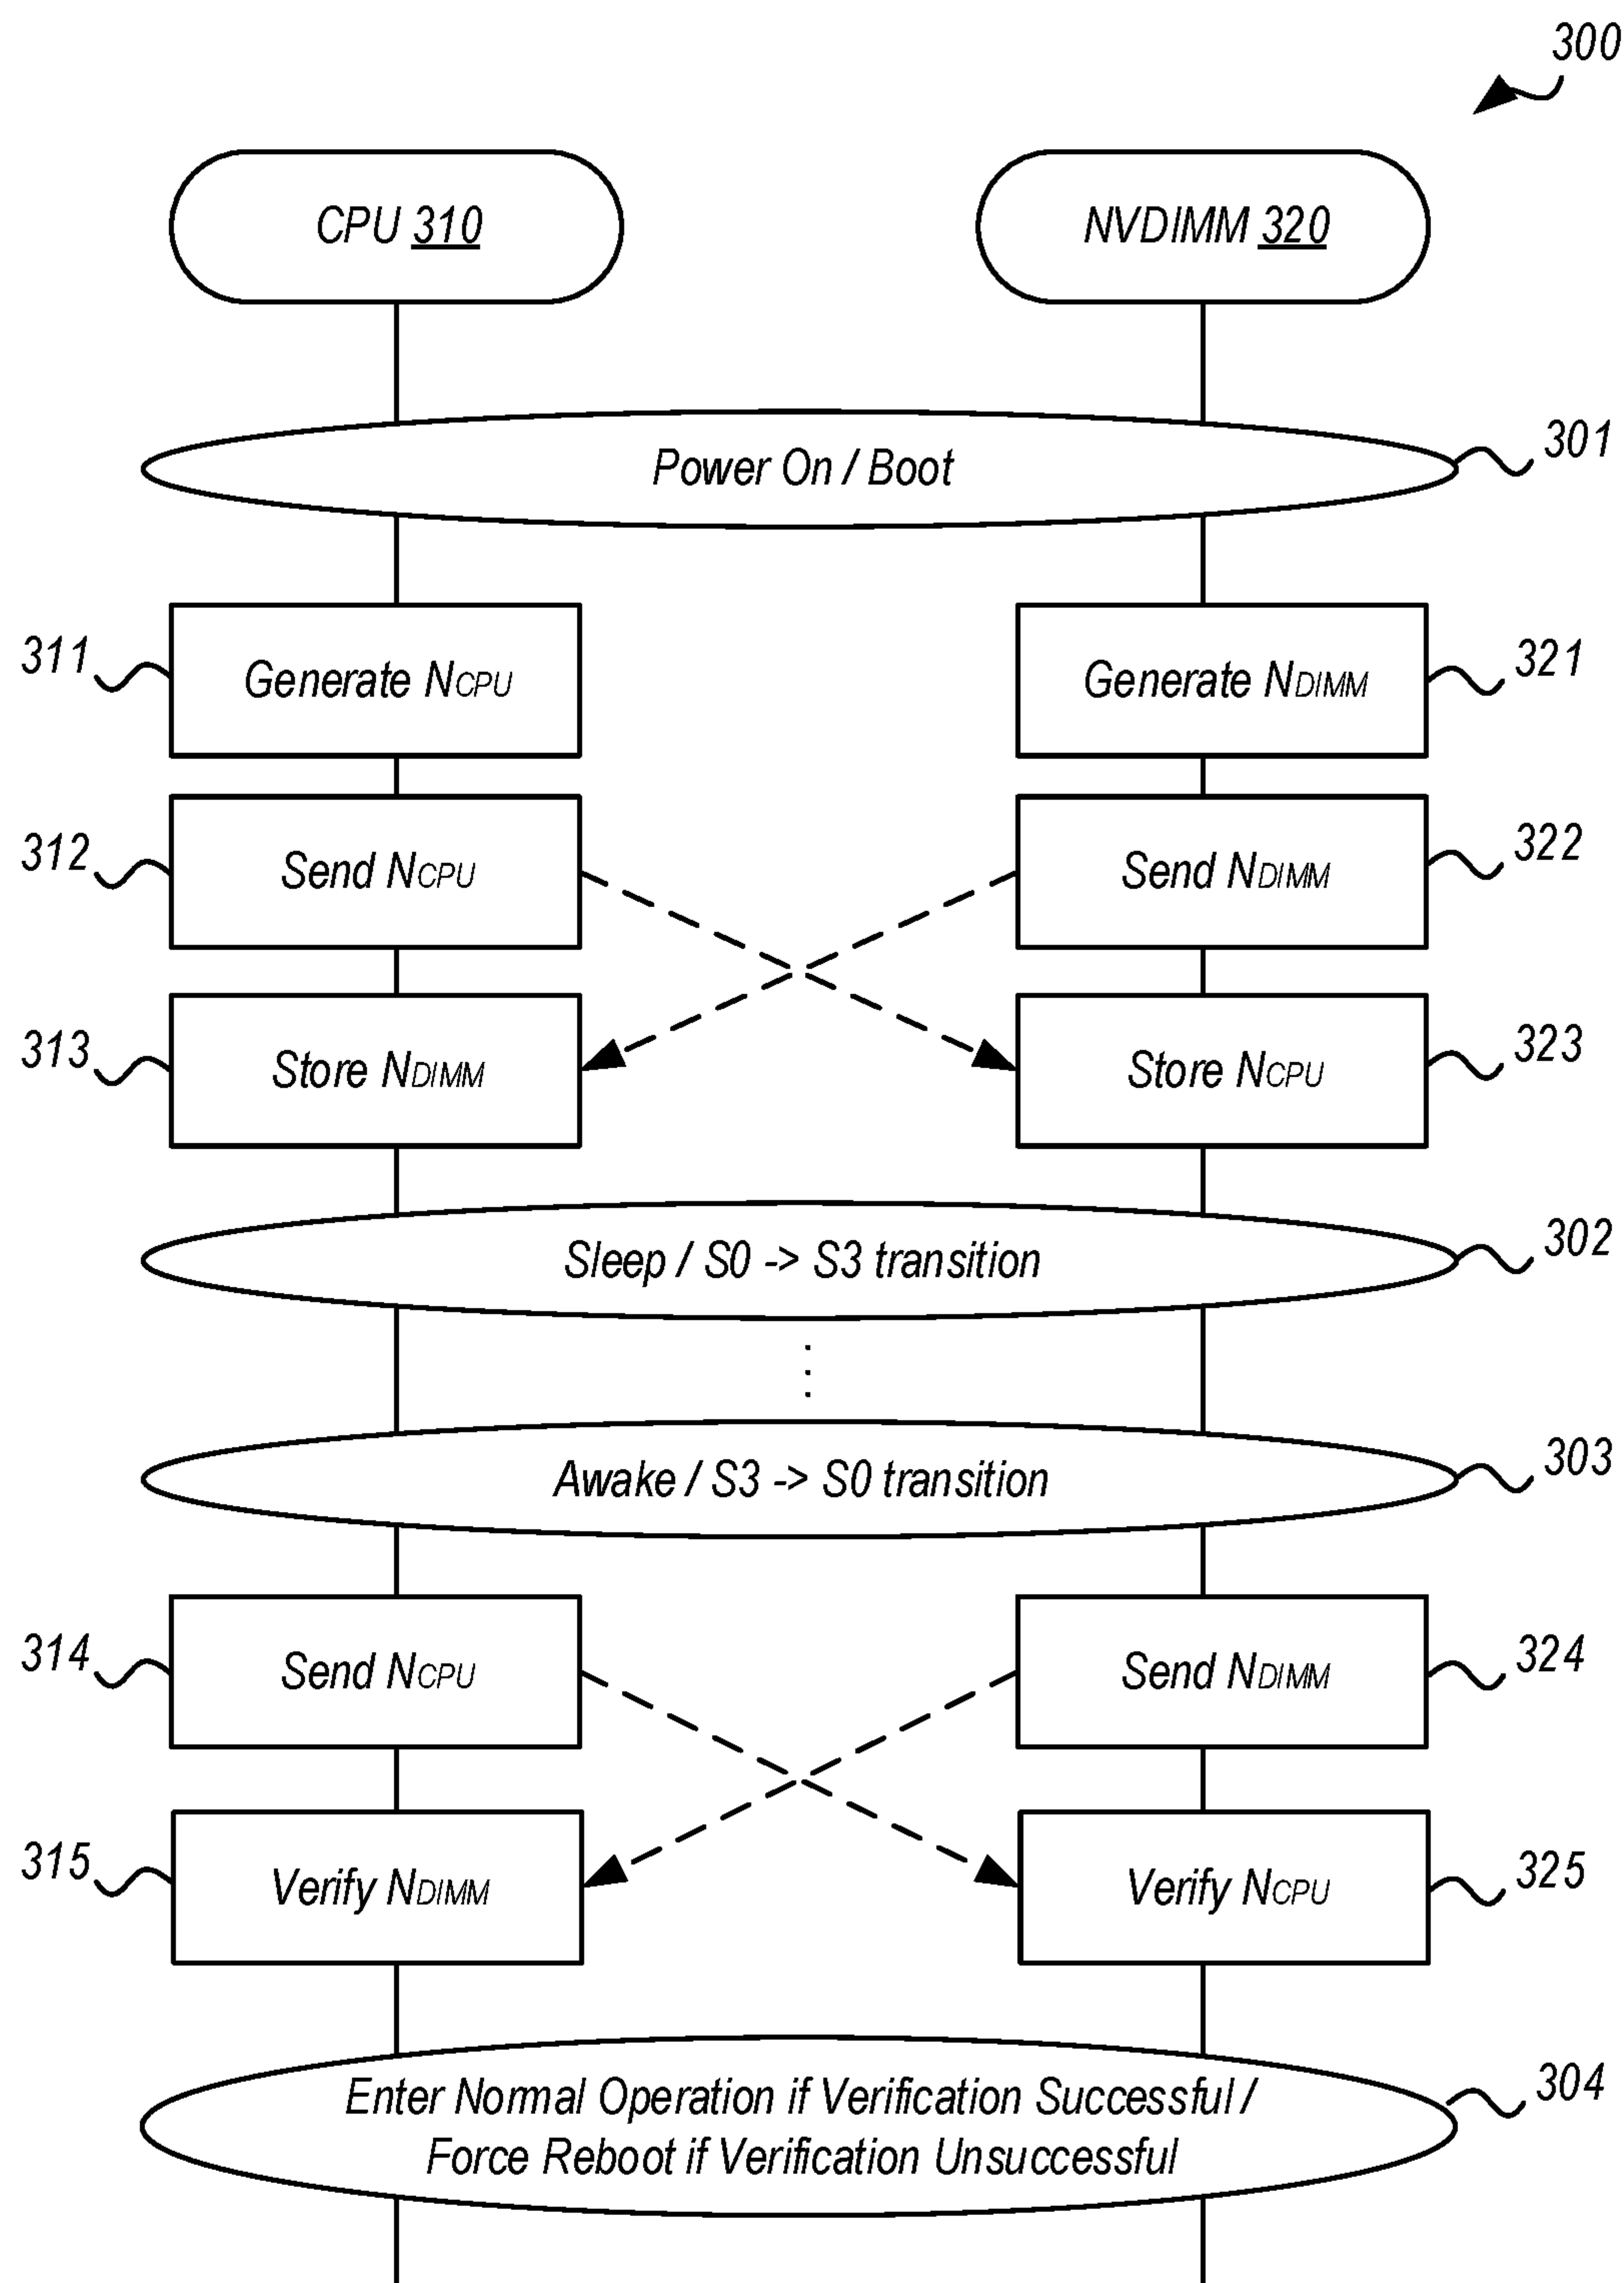 300
CPU 310
NVDIMM 320
Power On / Boot
301
311
Generate NCPU
Generate NDIMM
321
312
Send NCPU
Send NDIMM
322
313
Store NDIMM
Store NCPU
323
Sleep / S0 -> S3 transition
302
Awake / S3 -> S0 transition
303
314
Send NCPU
Send NDIMM
324
315
Verify NDIMM
Verify NCPU
325
Enter Normal Operation if Verification Successful /
Force Reboot if Verification Unsuccessful
304